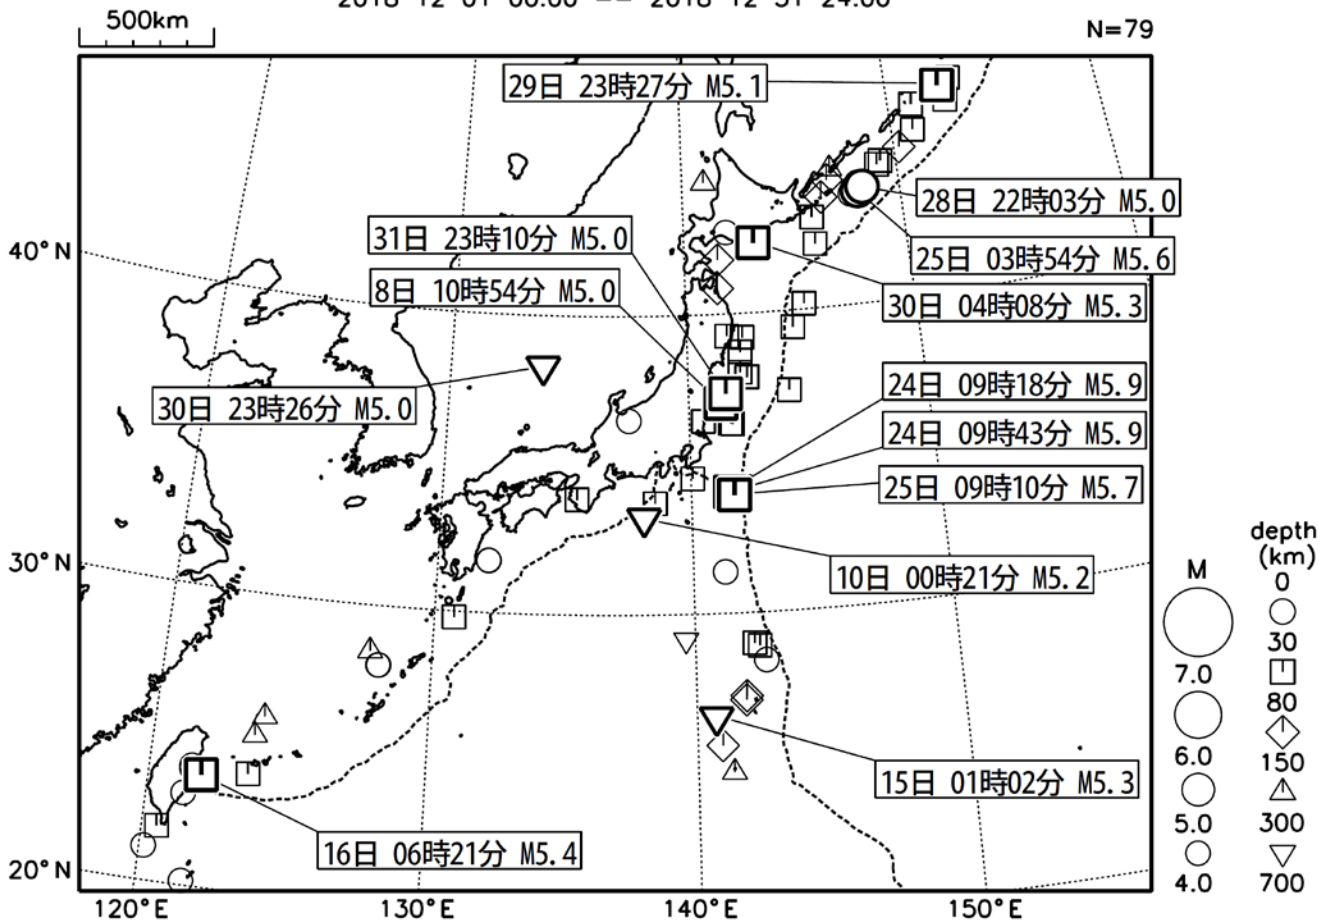 2018 12 01 00:00 -- 2018 12 31 24:00
500km
N=79
29日 23時27分 M5.1
28日 22時03分 M5.0
31日 23時10分 M5.0
25日 03時54分 M5.6
40°N
8日 10時54分 M5.0
30日 04時08分 M5.3
24日 09時18分 M5.9
30日 23時26分 M5.0
24日 09時43分 M5.9
25日 09時10分 M5.7
30°N
10日 00時21分 M5.2
15日 01時02分 M5.3
16日 06時21分 M5.4
20°N
120°E
130°E
140°E
150°E
M
7.0
6.0
5.0
4.0
depth
(km)
0
30
80
150
300
700